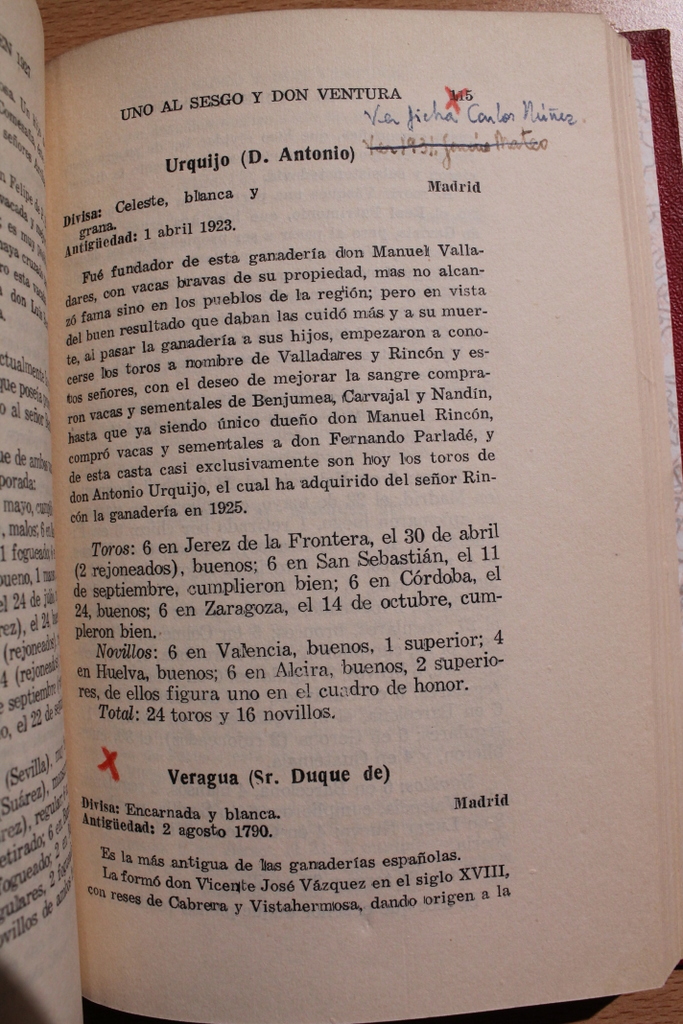 EN 1927
UNO AL SESGO Y DON VENTURA 115
Ver ficha Carlos Núñez.
Urquijo (D. Antonio)
Divisa: Celeste, blanca y Madrid
grana.
Antigüedad: 1 abril 1923.
Fué fundador de esta ganadería don Manuel Valla-
dares, con vacas bravas de su propiedad, mas no alcan-
zó fama sino en los pueblos de la región; pero en vista
del buen resultado que daban las cuidó más y a su muer-
te, al pasar la ganadería a sus hijos, empezaron a cono-
cerse los toros a nombre de Valladares y Rincón y es-
tos señores, con el deseo de mejorar la sangre compra-
ron vacas y sementales de Benjumea, Carvajal y Nandín,
hasta que ya siendo único dueño don Manuel Rincón,
compró vacas y sementales a don Fernando Parladé, y
de esta casta casi exclusivamente son hoy los toros de
don Antonio Urquijo, el cual ha adquirido del señor Rin-
cón la ganadería en 1925.
Toros: 6 en Jerez de la Frontera, el 30 de abril
(2 rejoneados), buenos; 6 en San Sebastián, el 11
de septiembre, cumplieron bien; 6 en Córdoba, el
24, buenos; 6 en Zaragoza, el 14 de octubre, cum-
pleron bien.
Novillos: 6 en Valencia, buenos, 1 superior; 4
en Huelva, buenos; 6 en Alcira, buenos, 2 superio-
res, de ellos figura uno en el cuadro de honor.
Total: 24 toros y 16 novillos.
Veragua (Sr. Duque de)
Divisa: Encarnada y blanca. Madrid
Antigüedad: 2 agosto 1790.
Es la más antigua de las ganaderías españolas.
La formó don Vicente José Vázquez en el siglo XVIII,
con reses de Cabrera y Vistahermosa, dando origen a la